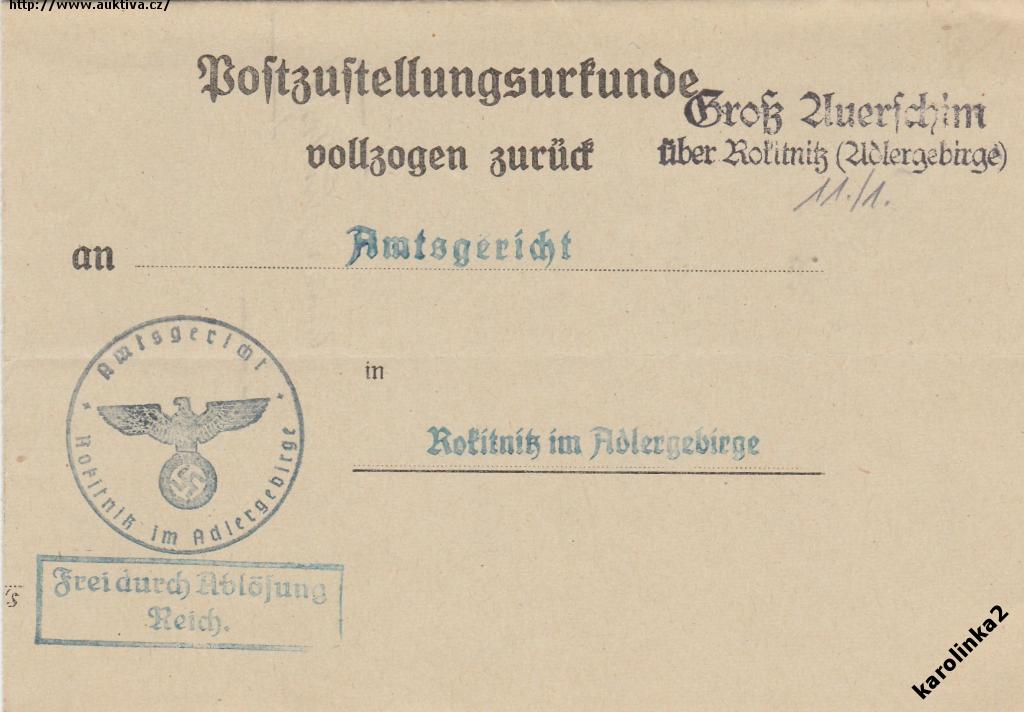 http://www.auktiva.cz/
Postzustellungsurkunde
Groß Auerschim
über Rokitnitz (Adlergebirge)
vollzogen zurück
11./1.
an Amtsgericht
Amtsgericht
in
Rokitnitz im Adlergebirge
Rokitnitz im Adlergebirge
Frei durch Ablösung
Reich.
karolinka2